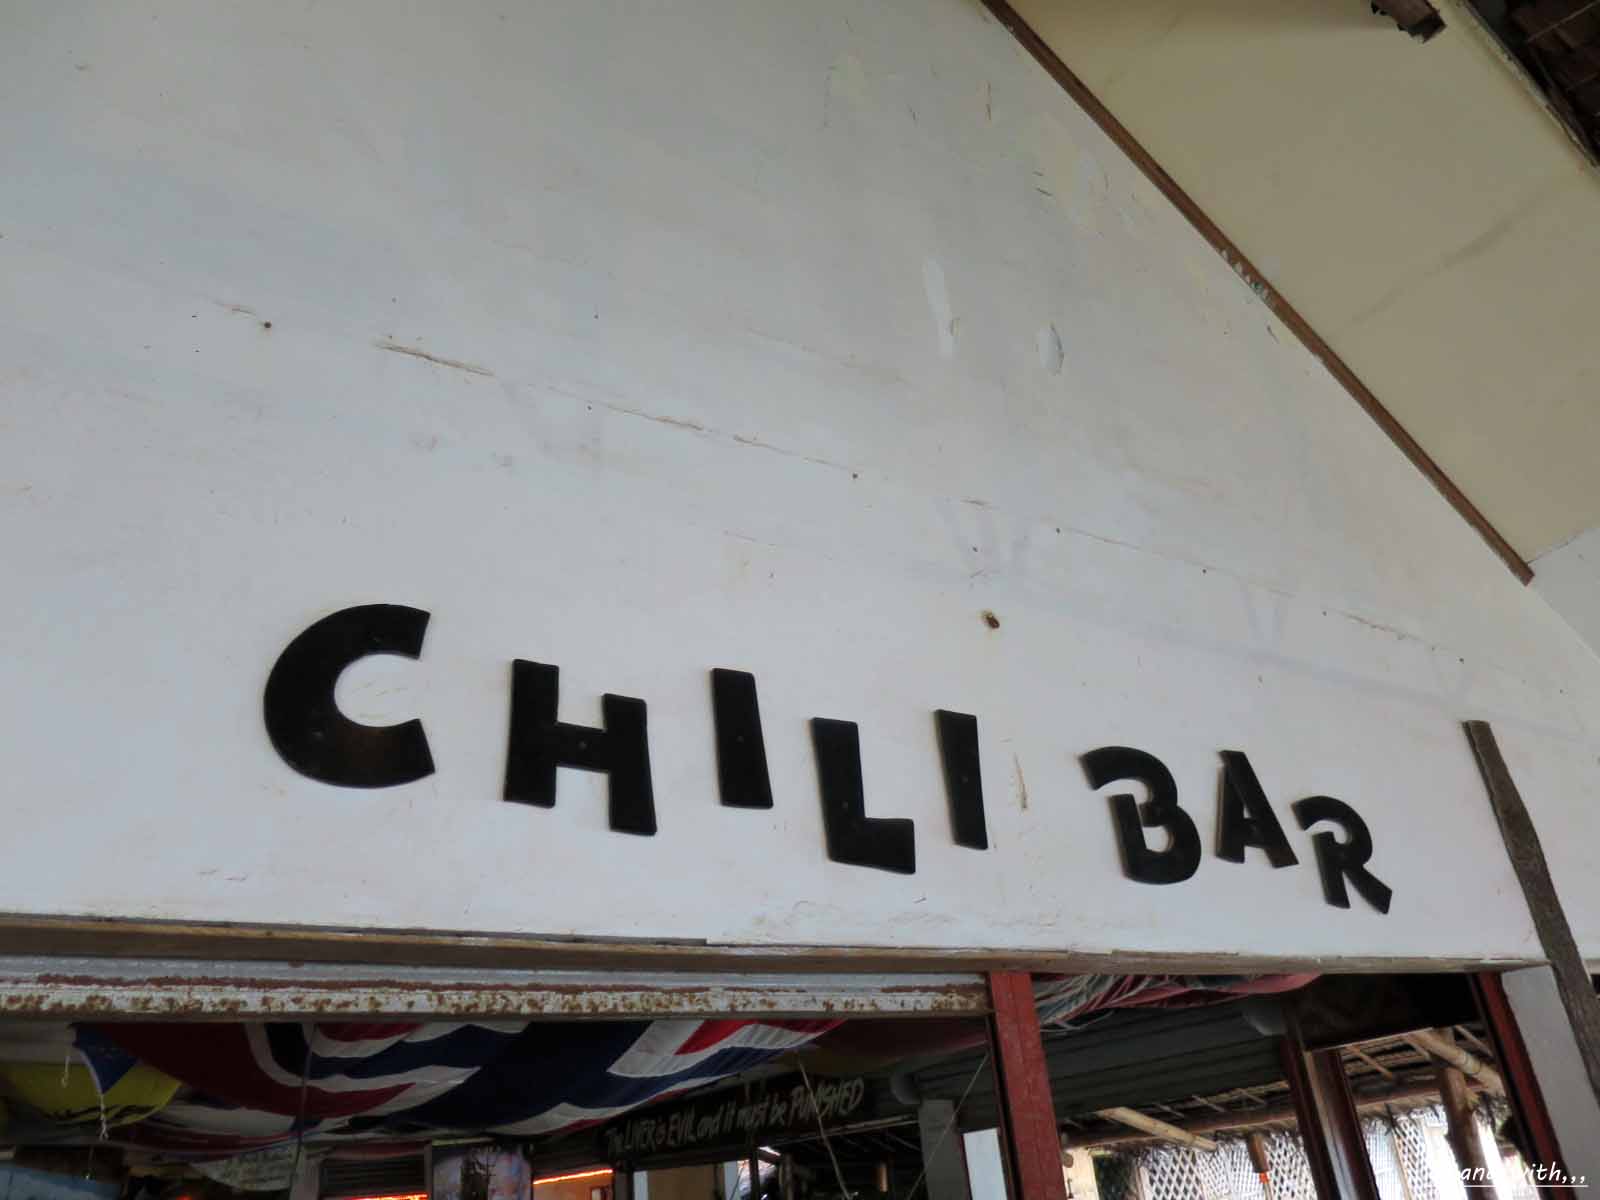 CHILI BAR
The LIVER is EVIL and it must be PUNISHED